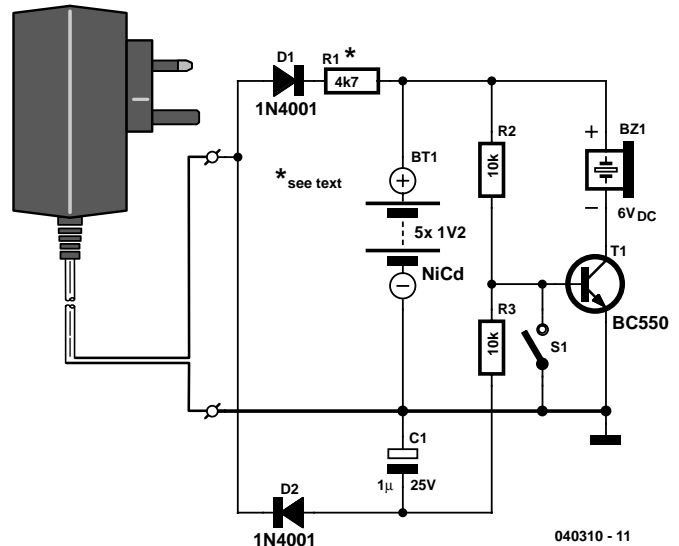 D1
1N4001
R1 *
4k7
*see text
BT1
+
5x 1V2
NiCd
−
R2
10k
R3
10k
S1
+
BZ1
−
6V DC
T1
BC550
C1
1µ 25V
D2
1N4001
040310 - 11